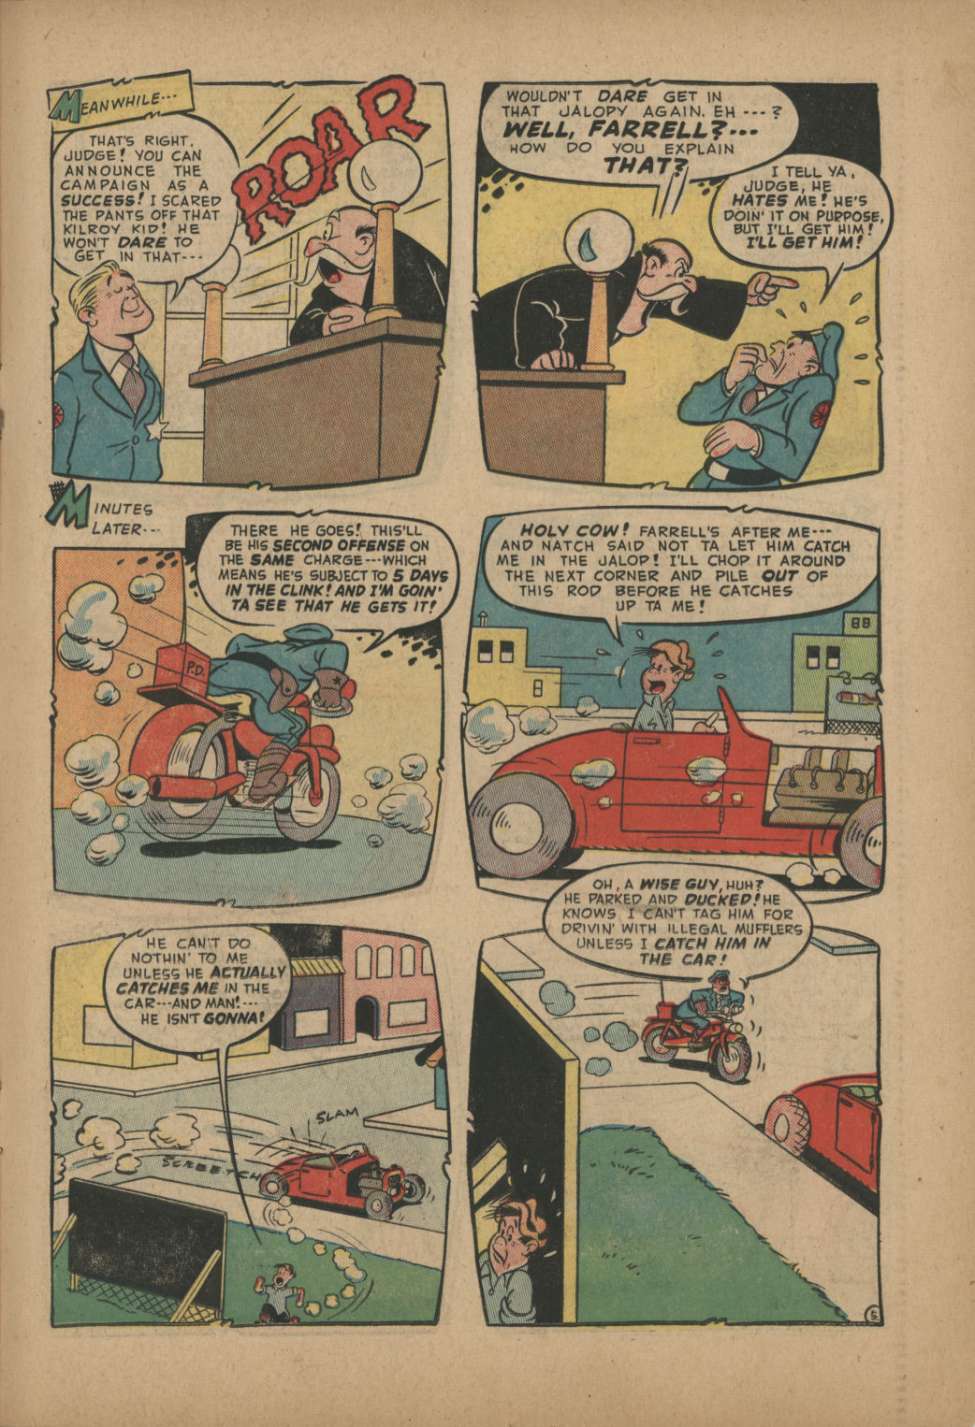 MEANWHILE---
THAT'S RIGHT,
JUDGE! YOU CAN
ANNOUNCE THE
CAMPAIGN AS A
SUCCESS! I SCARED
THE PANTS OFF THAT
KILROY KID! HE
WON'T DARE TO
GET IN THAT---
ROAR
WOULDN'T DARE GET IN
THAT JALOPY AGAIN. EH ---?
WELL, FARRELL?---
HOW DO YOU EXPLAIN
THAT?
I TELL YA,
JUDGE, HE
HATES ME! HE'S
DOIN' IT ON PURPOSE,
BUT I'LL GET HIM!
I'LL GET HIM!
MINUTES
LATER---
THERE HE GOES! THIS'LL
BE HIS SECOND OFFENSE ON
THE SAME CHARGE---WHICH
MEANS HE'S SUBJECT TO 5 DAYS
IN THE CLINK! AND I'M GOIN'
TA SEE THAT HE GETS IT!
P.D.
HOLY COW! FARRELL'S AFTER ME---
AND NATCH SAID NOT TA LET HIM CATCH
ME IN THE JALOP! I'LL CHOP IT AROUND
THE NEXT CORNER AND PILE OUT OF
THIS ROD BEFORE HE CATCHES
UP TA ME!
HE CAN'T DO
NOTHIN' TO ME
UNLESS HE ACTUALLY
CATCHES ME IN THE
CAR---AND MAN!---
HE ISN'T GONNA!
SLAM
SCREETCH
OH, A WISE GUY, HUH?
HE PARKED AND DUCKED! HE
KNOWS I CAN'T TAG HIM FOR
DRIVIN' WITH ILLEGAL MUFFLERS
UNLESS I CATCH HIM IN
THE CAR!
5